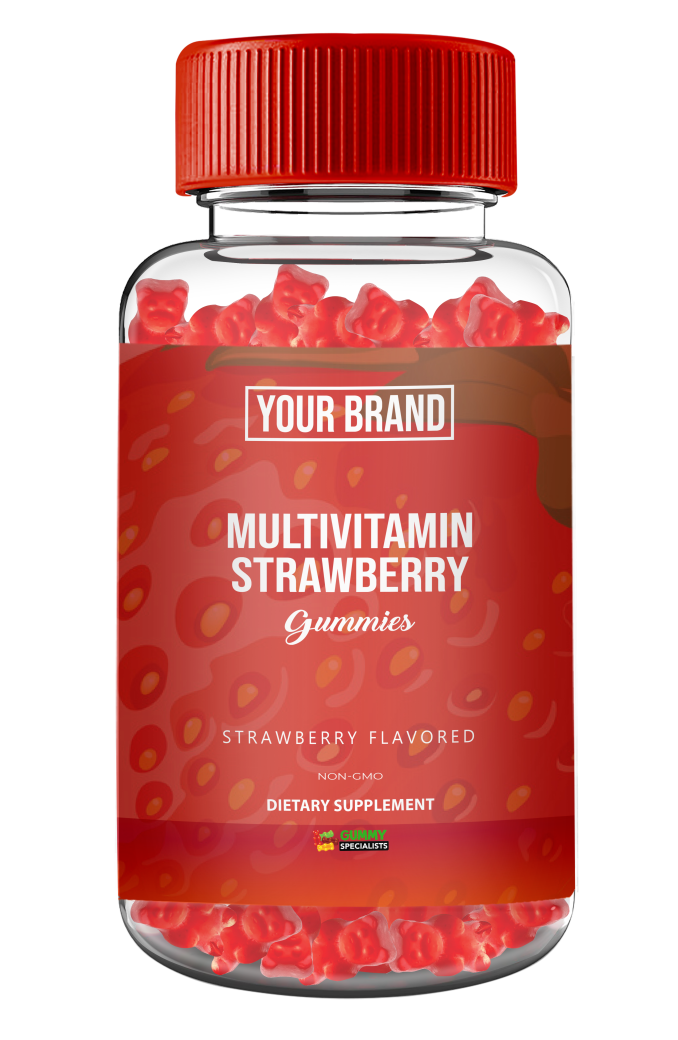 YOUR BRAND
MULTIVITAMIN
STRAWBERRY
Gummies
STRAWBERRY FLAVORED
NON-GMO
DIETARY SUPPLEMENT
GUMMY
SPECIALISTS